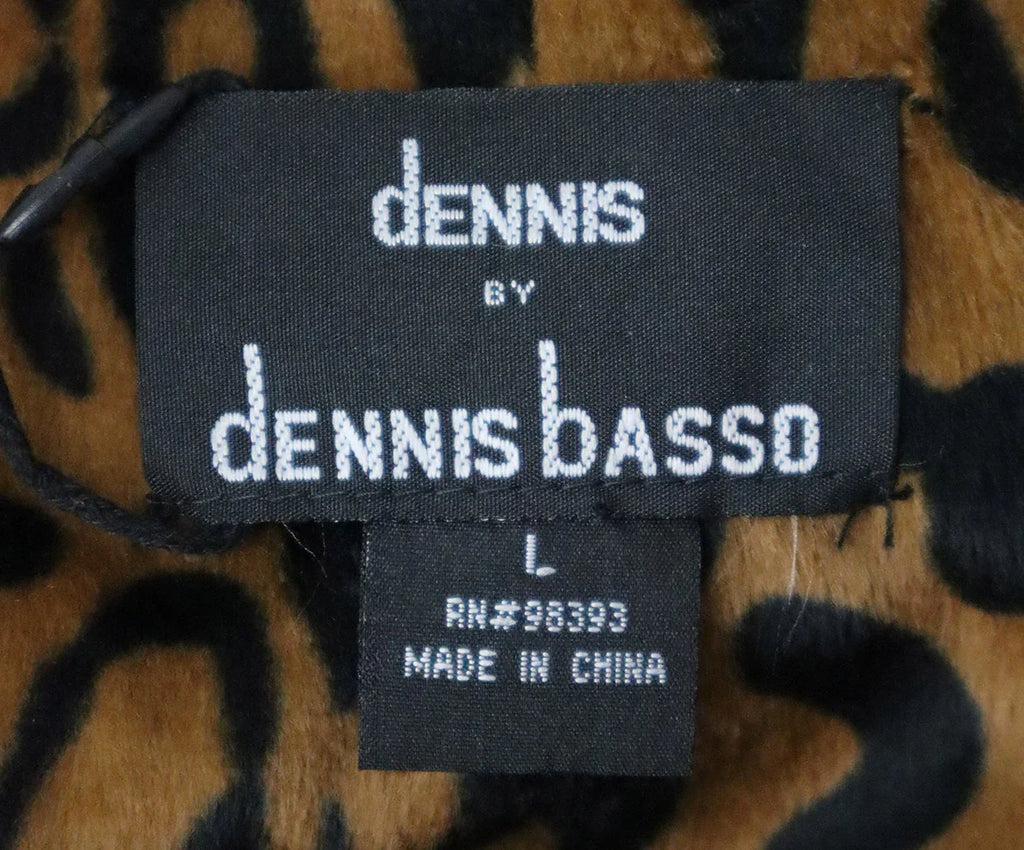 dENNIS
BY
dENNIS bASSO
L
RN#98393
MADE IN CHINA